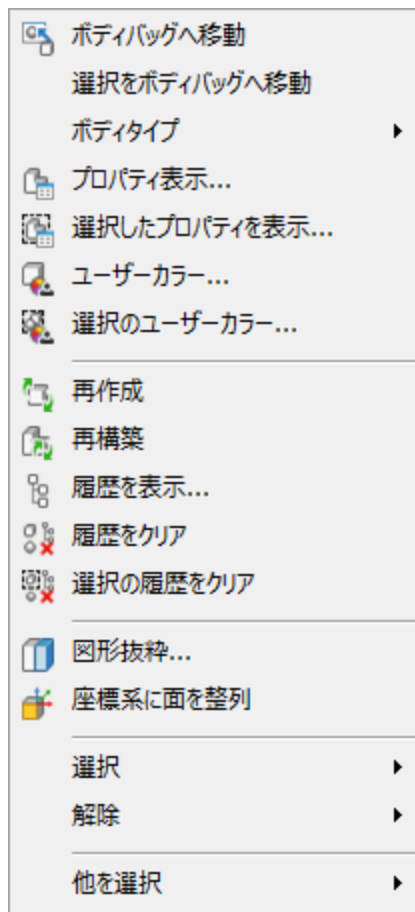 ボディバッグへ移動
選択をボディバッグへ移動
ボディタイプ
プロパティ表示...
選択したプロパティを表示...
ユーザーカラー...
選択のユーザーカラー...
再作成
再構築
履歴を表示...
履歴をクリア
選択の履歴をクリア
図形抜粋...
座標系に面を整列
選択
解除
他を選択